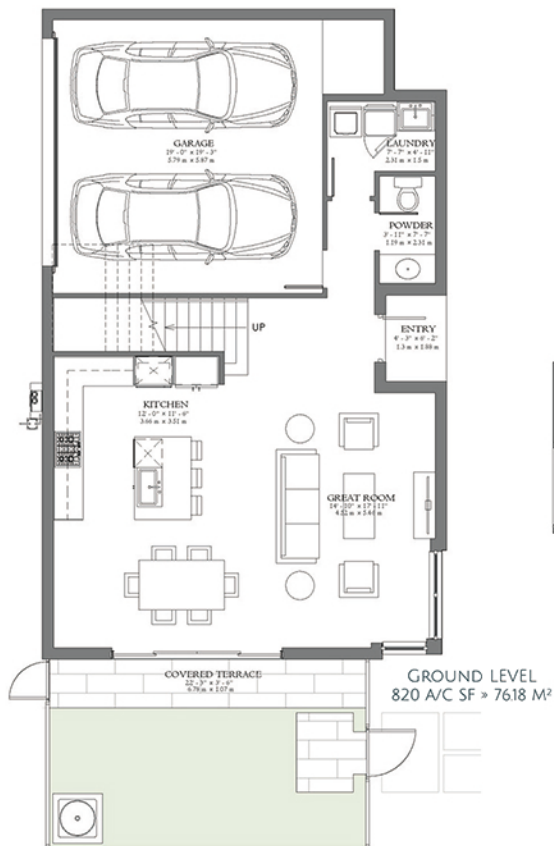 GARAGE
19' - 0" x 19' - 3"
5.79 m x 5.87 m
LAUNDRY
7' - 7" x 4' - 11"
2.31 m x 1.5 m
POWDER
3' - 11" x 7' - 7"
1.19 m x 2.31 m
UP
ENTRY
4' - 3" x 6' - 2"
1.3 m x 1.88 m
KITCHEN
12' - 0" x 11' - 6"
3.66 m x 3.51 m
GREAT ROOM
14' - 10" x 17' - 11"
4.52 m x 5.46 m
COVERED TERRACE
22' - 3" x 3' - 6"
6.78 m x 1.07 m
GROUND LEVEL
820 A/C SF » 76.18 M²